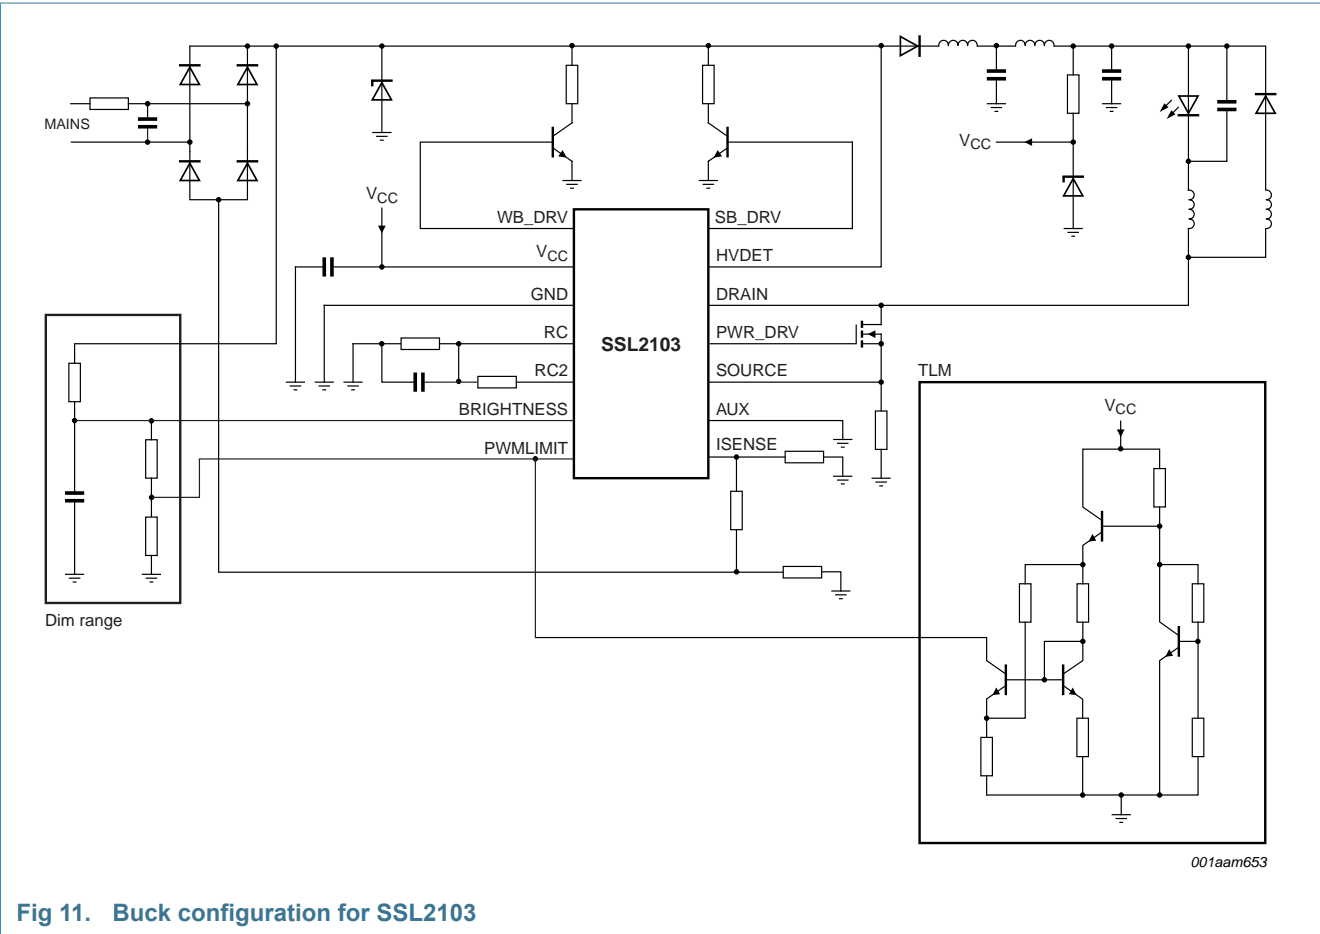 MAINS
VCC
VCC
WB_DRV
SB_DRV
VCC
HVDET
GND
DRAIN
RC
PWR_DRV
SSL2103
RC2
SOURCE
TLM
BRIGHTNESS
AUX
VCC
PWMLIMIT
ISENSE
Dim range
001aam653
Fig 11. Buck configuration for SSL2103